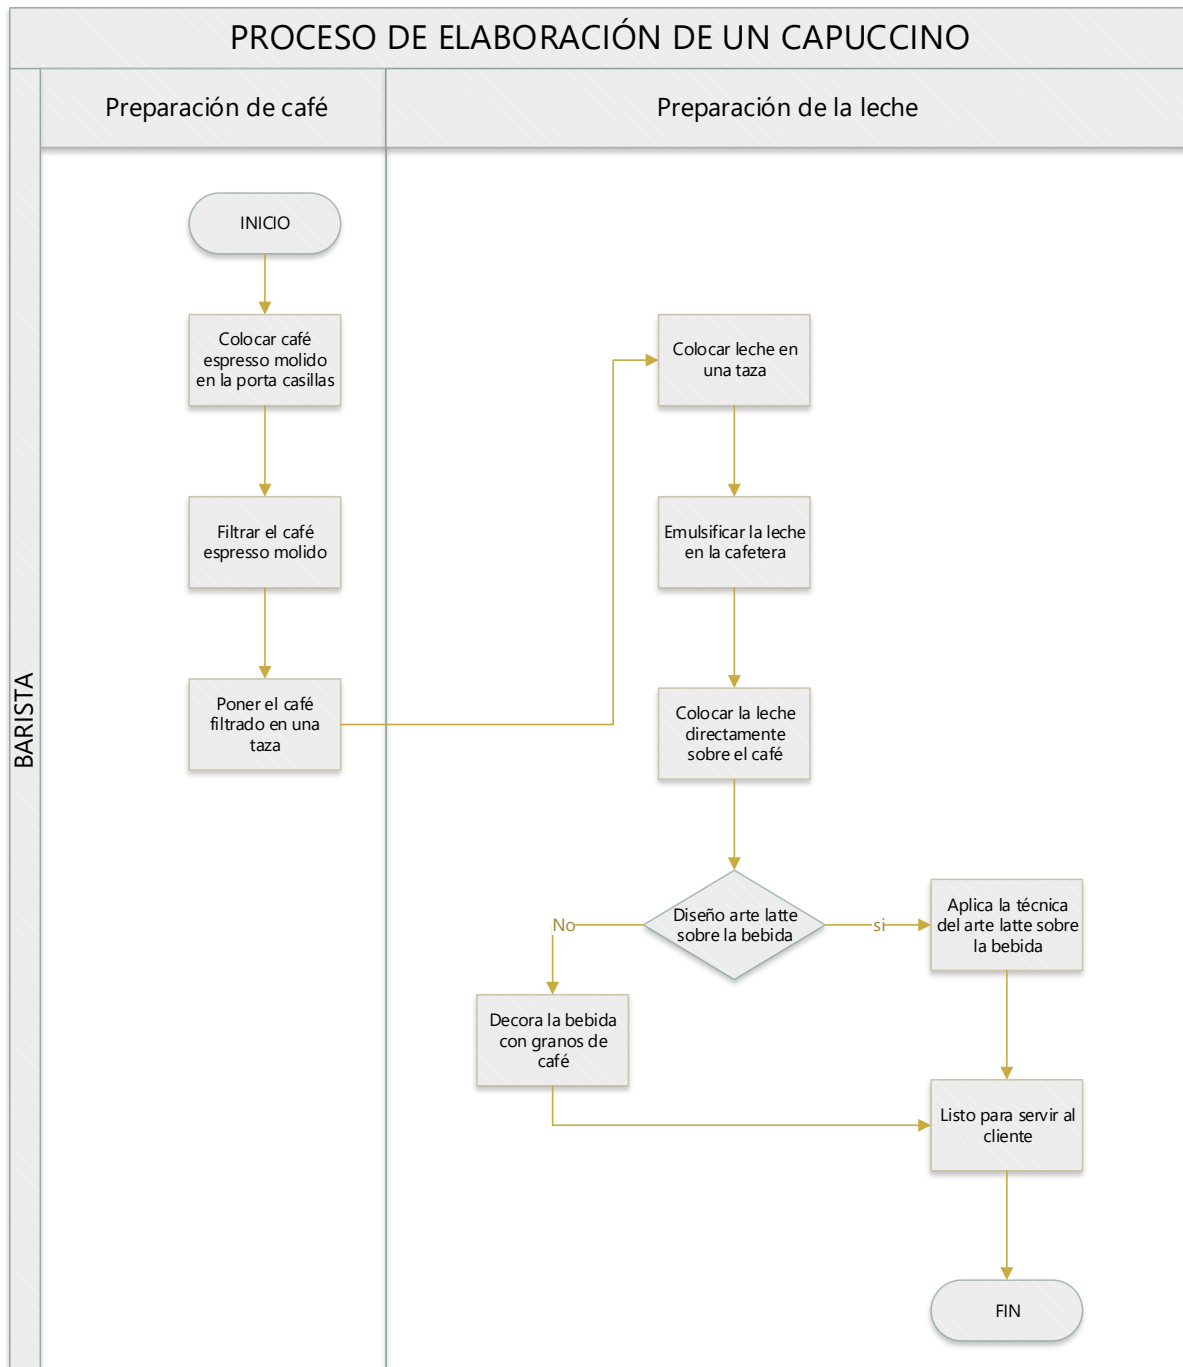 PROCESO DE ELABORACIÓN DE UN CAPUCCINO
Preparación de café
Preparación de la leche
BARISTA
INICIO
Colocar café
espresso molido
en la porta casillas
Filtrar el café
espresso molido
Poner el café
filtrado en una
taza
Colocar leche en
una taza
Emulsificar la leche
en la cafetera
Colocar la leche
directamente
sobre el café
Diseño arte latte
sobre la bebida
No
si
Aplica la técnica
del arte latte sobre
la bebida
Decora la bebida
con granos de
café
Listo para servir al
cliente
FIN